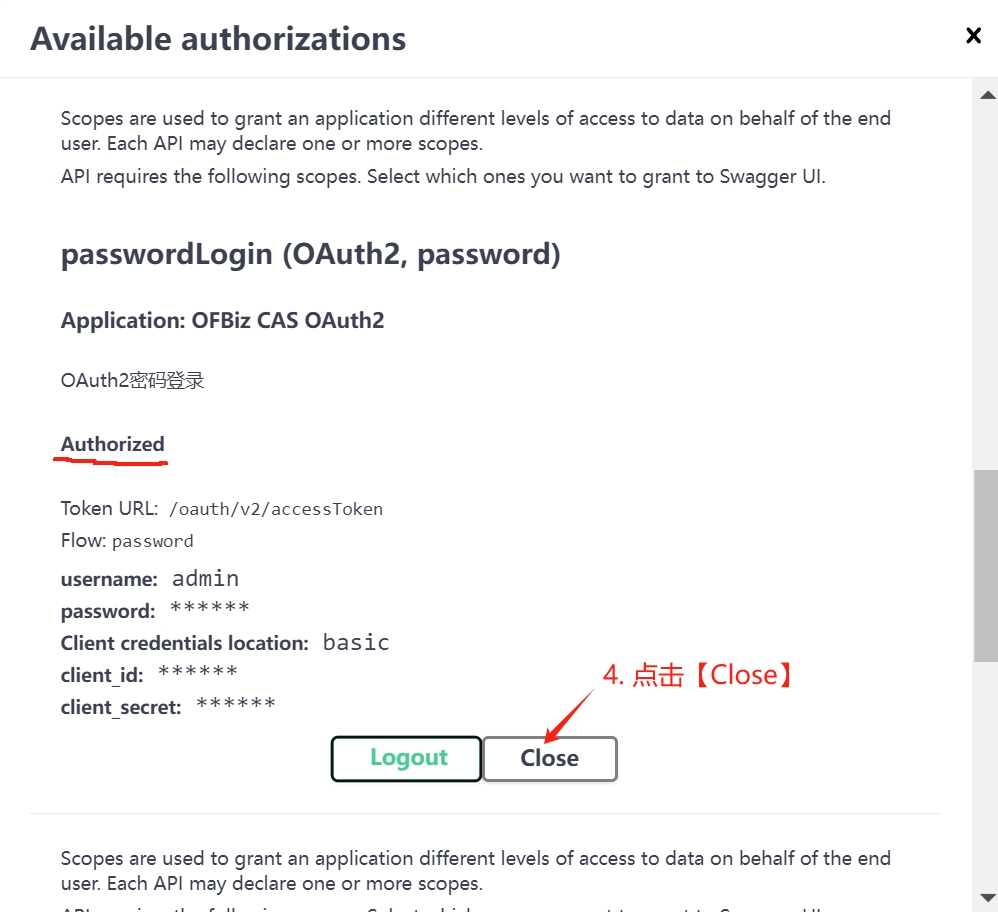 Available authorizations
Scopes are used to grant an application different levels of access to data on behalf of the end
user. Each API may declare one or more scopes.
API requires the following scopes. Select which ones you want to grant to Swagger UI.
passwordLogin (OAuth2, password)
Application: OFBiz CAS OAuth2
OAuth2密码登录
Authorized
Token URL: /oauth/v2/accessToken
Flow: password
username: admin
password: ******
Client credentials location: basic
client_id: ******
client_secret: ******
4. 点击【Close】
Logout Close
Scopes are used to grant an application different levels of access to data on behalf of the end
user. Each API may declare one or more scopes.